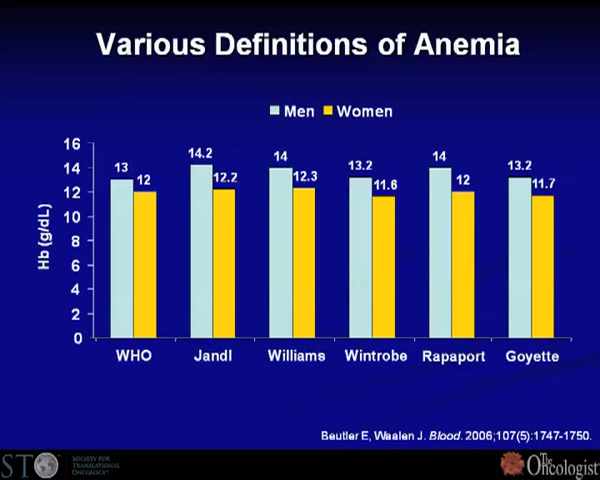 Various Definitions of Anemia
Men Women
16
14
12
10
8
6
4
2
0
Hb (g/dL)
13 12
14.2 12.2
14 12.3
13.2 11.6
14 12
13.2 11.7
WHO Jandl Williams Wintrobe Rapaport Goyette
Beutler E, Waalen J. Blood. 2006;107(5):1747-1750.
STO
SOCIETY FOR
TRANSLATIONAL
ONCOLOGY
The
Oncologist